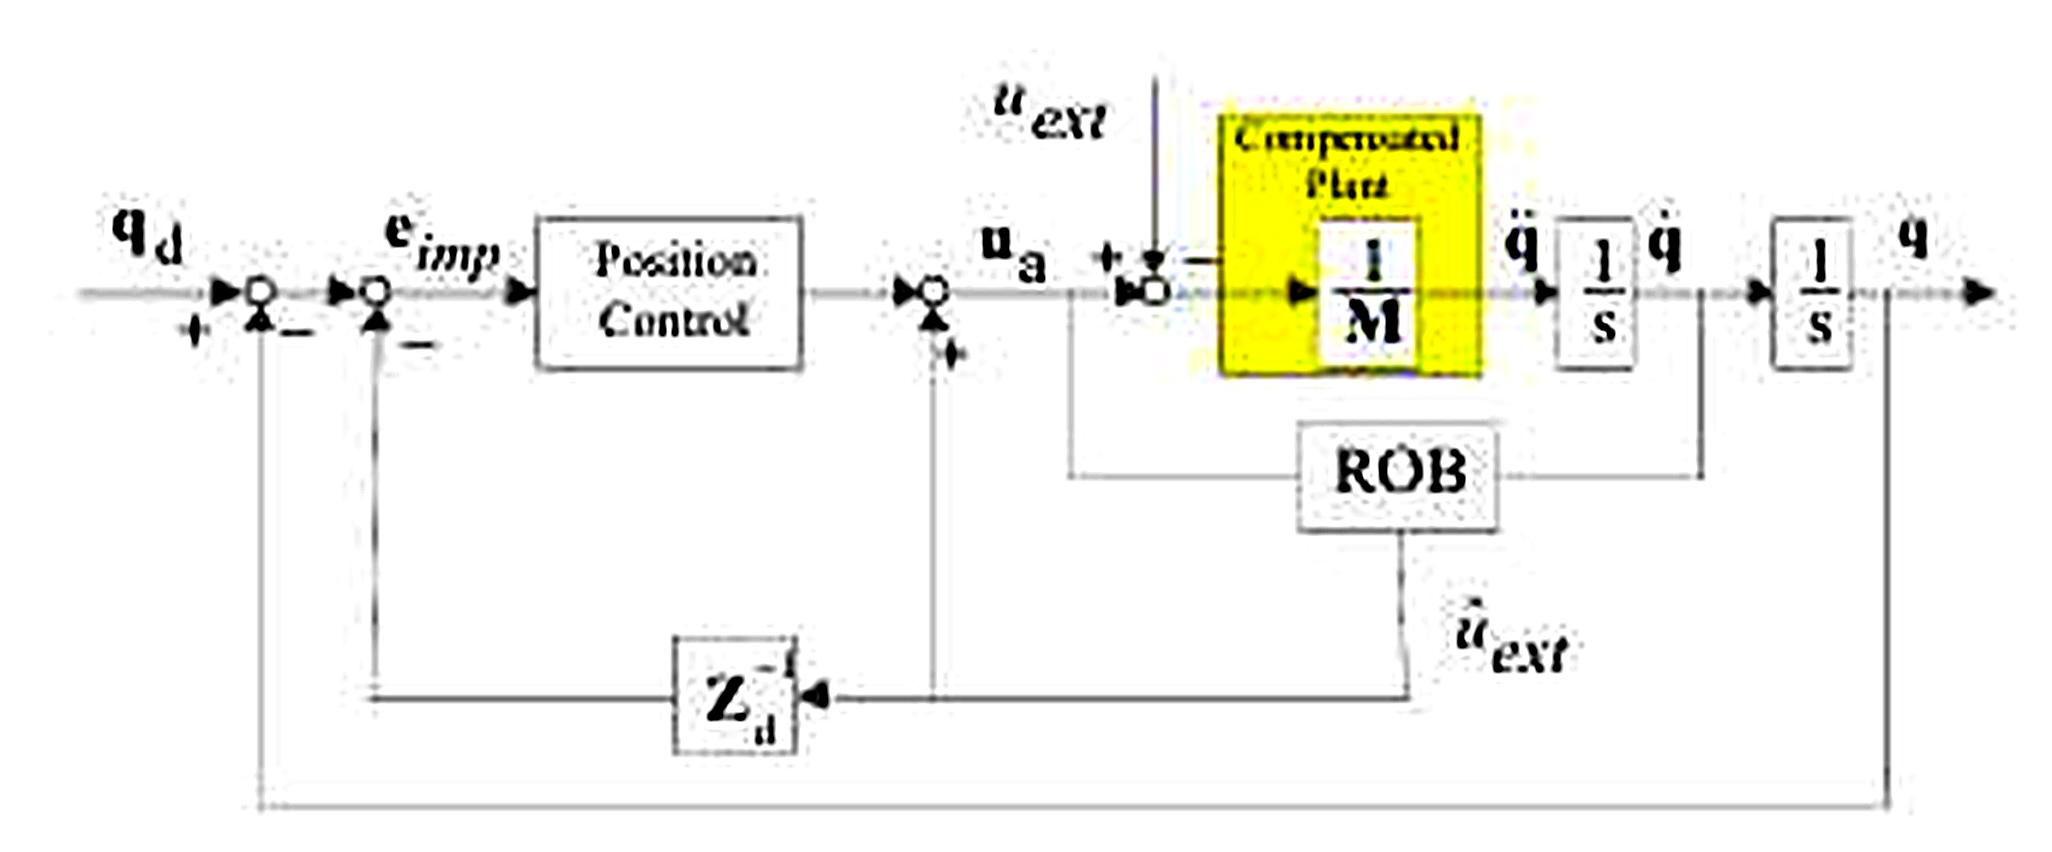 u ext
Compensated
Plant
q d
+
−
e imp
−
Position
Control
+
u a
+
−
1
M
q̈
1
s
q̇
1
s
q
ROB
û ext
Z d −1